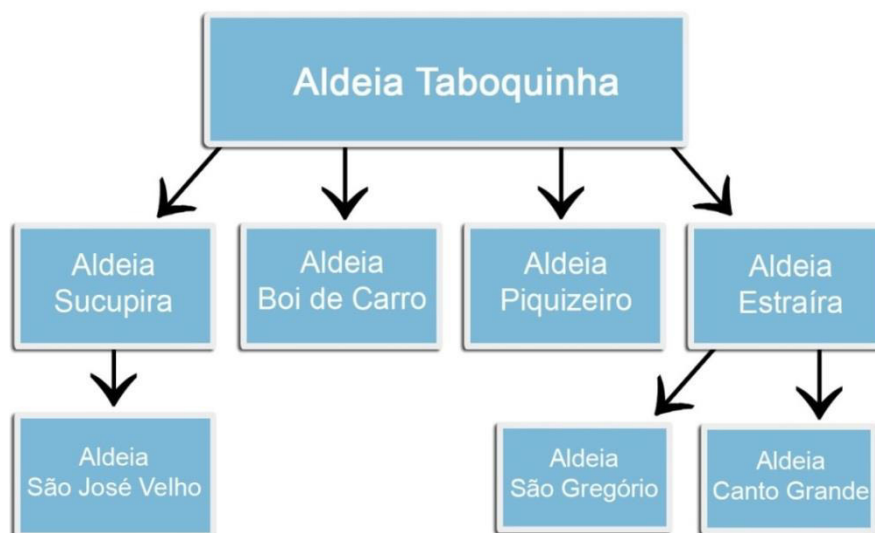 Aldeia Taboquinha
Aldeia
Sucupira
Aldeia
Boi de Carro
Aldeia
Piquizeiro
Aldeia
Estraíra
Aldeia
São José Velho
Aldeia
São Gregório
Aldeia
Canto Grande